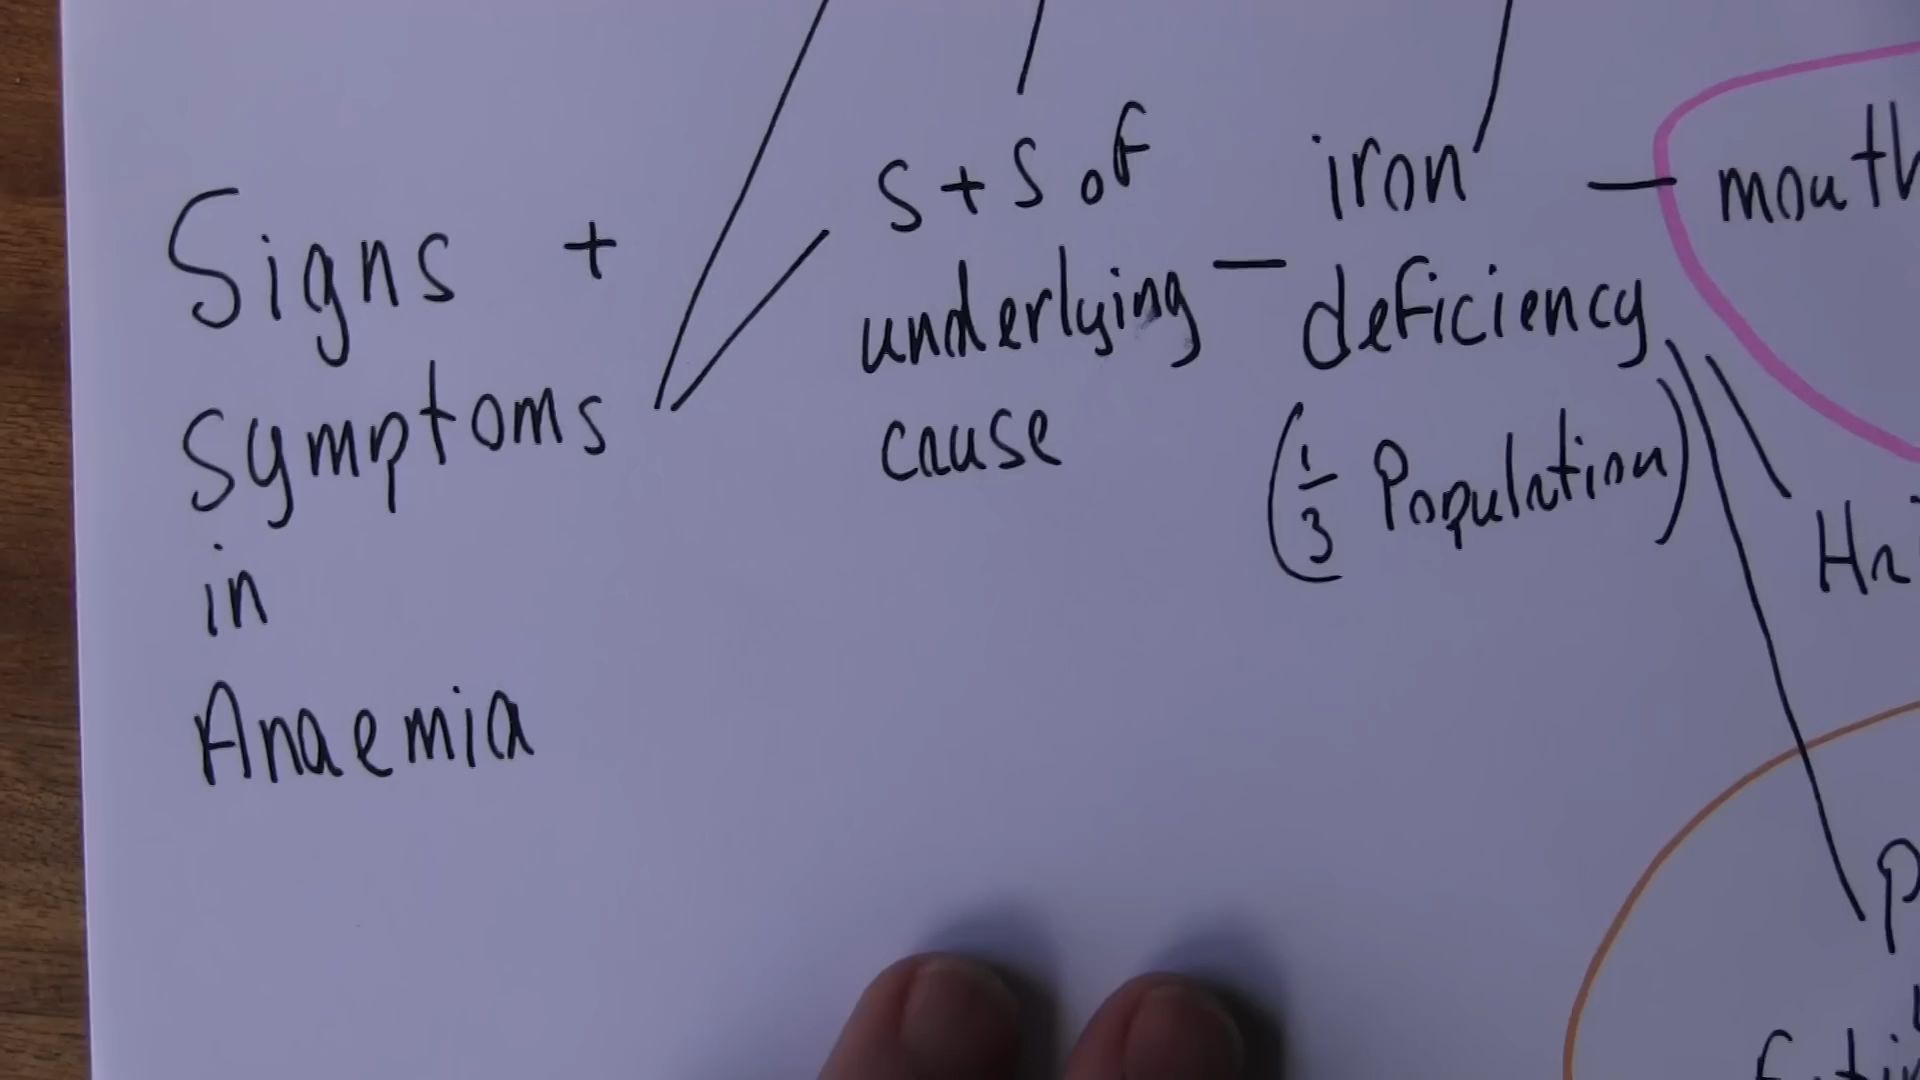 Signs +
symptoms
in
Anaemia
S + S of
underlying
cause
iron
deficiency
(1/3 Population)
mouth